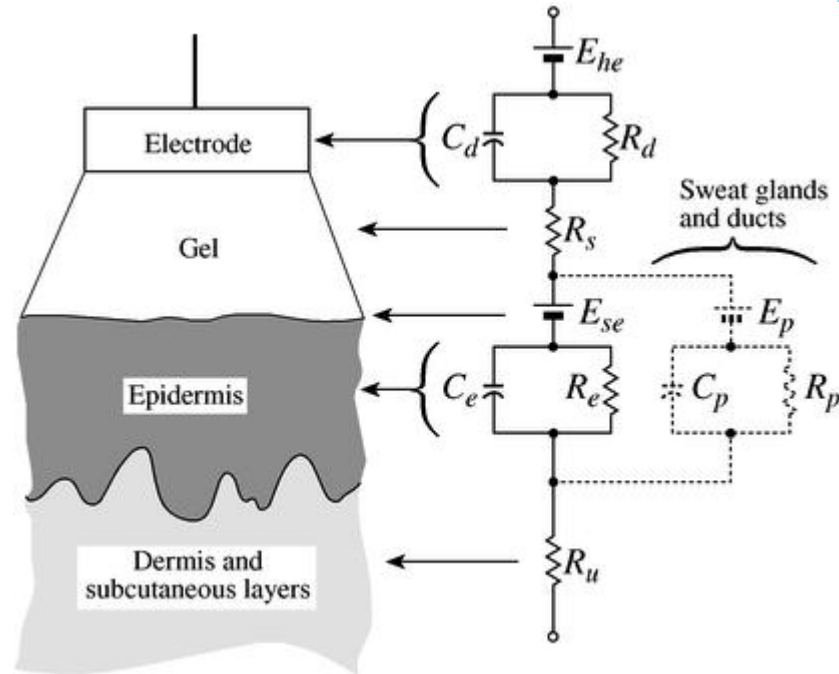 E_he
Electrode
C_d
R_d
Sweat glands
and ducts
Gel
R_s
E_se
E_p
Epidermis
C_e
R_e
C_p
R_p
Dermis and
subcutaneous layers
R_u